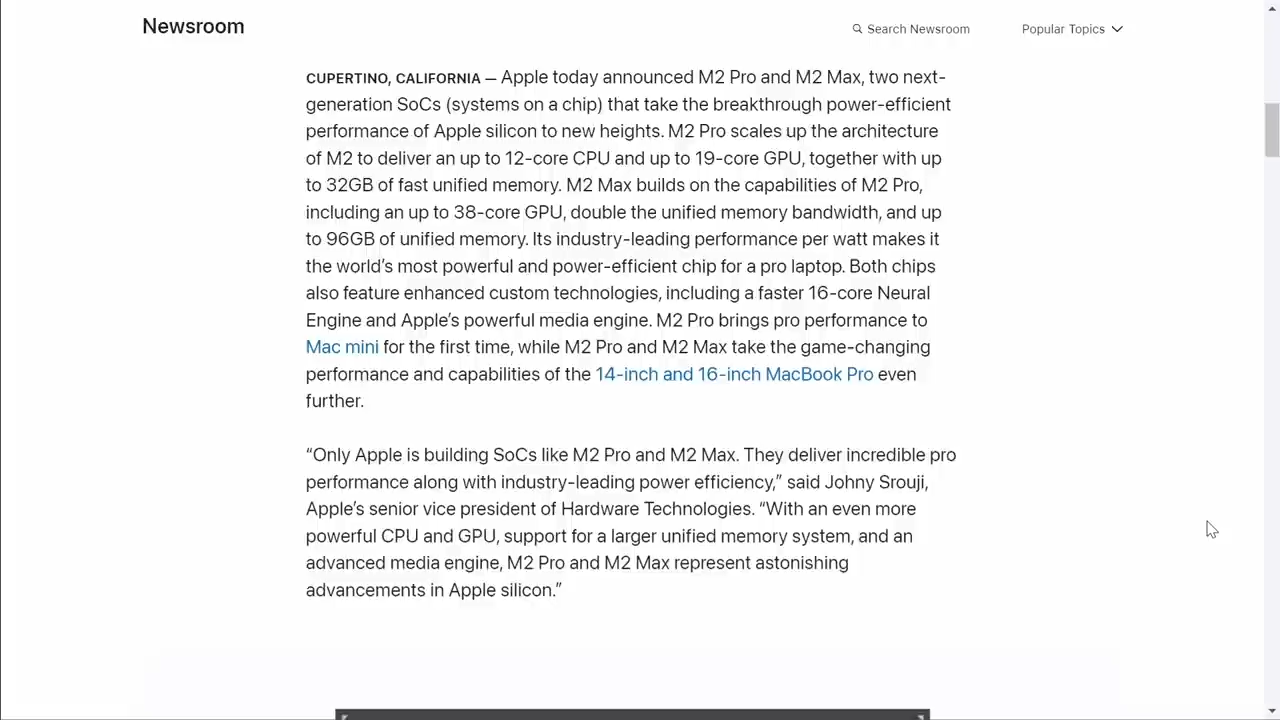 Newsroom
Search Newsroom
Popular Topics
CUPERTINO, CALIFORNIA — Apple today announced M2 Pro and M2 Max, two next-
generation SoCs (systems on a chip) that take the breakthrough power-efficient
performance of Apple silicon to new heights. M2 Pro scales up the architecture
of M2 to deliver an up to 12-core CPU and up to 19-core GPU, together with up
to 32GB of fast unified memory. M2 Max builds on the capabilities of M2 Pro,
including an up to 38-core GPU, double the unified memory bandwidth, and up
to 96GB of unified memory. Its industry-leading performance per watt makes it
the world’s most powerful and power-efficient chip for a pro laptop. Both chips
also feature enhanced custom technologies, including a faster 16-core Neural
Engine and Apple’s powerful media engine. M2 Pro brings pro performance to
Mac mini for the first time, while M2 Pro and M2 Max take the game-changing
performance and capabilities of the 14-inch and 16-inch MacBook Pro even
further.
“Only Apple is building SoCs like M2 Pro and M2 Max. They deliver incredible pro
performance along with industry-leading power efficiency,” said Johny Srouji,
Apple’s senior vice president of Hardware Technologies. “With an even more
powerful CPU and GPU, support for a larger unified memory system, and an
advanced media engine, M2 Pro and M2 Max represent astonishing
advancements in Apple silicon.”